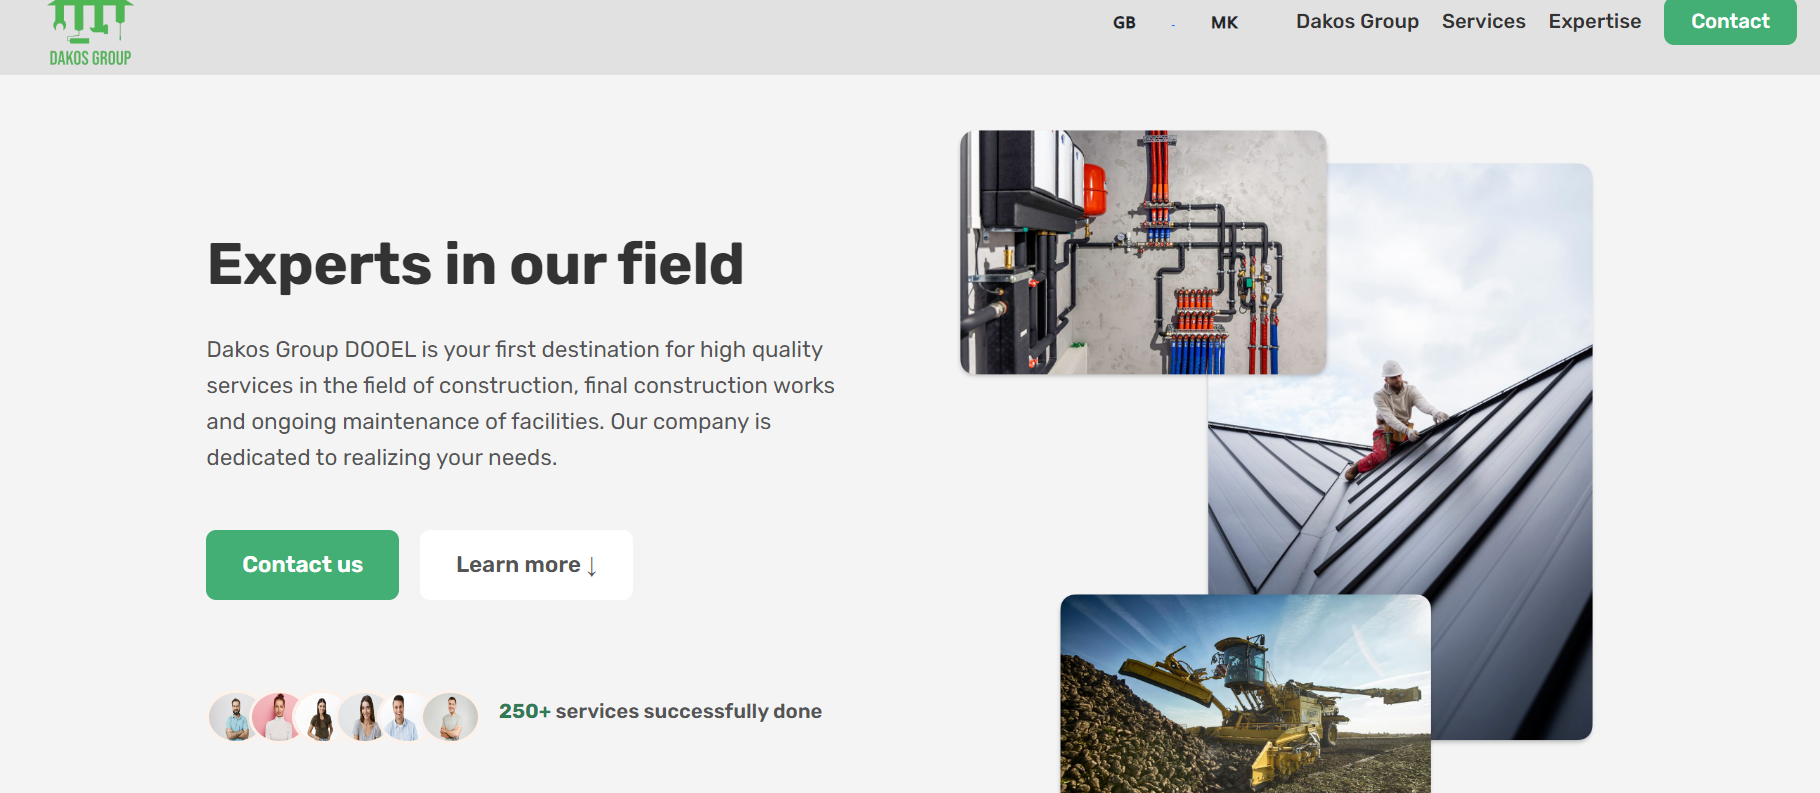 DAKOS GROUP
GB - MK Dakos Group Services Expertise Contact
Experts in our field
Dakos Group DOOEL is your first destination for high quality
services in the field of construction, final construction works
and ongoing maintenance of facilities. Our company is
dedicated to realizing your needs.
Contact us
Learn more ↓
250+ services successfully done